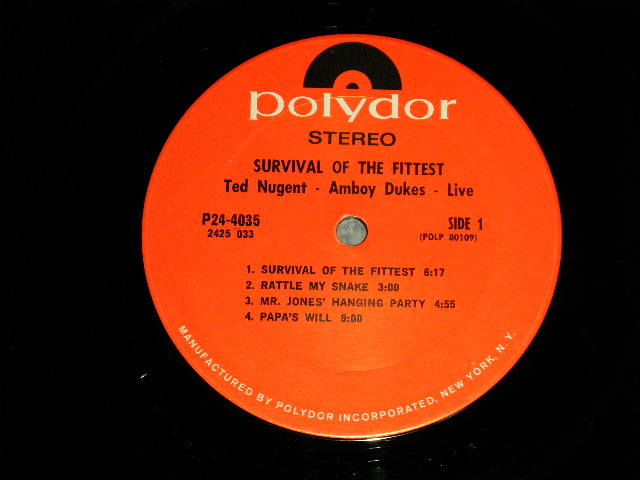 polydor
STEREO
SURVIVAL OF THE FITTEST
Ted Nugent - Amboy Dukes - Live
P24-4035
2425 033
SIDE 1
(POLP 80109)
1. SURVIVAL OF THE FITTEST 6:17
2. RATTLE MY SNAKE 3:00
3. MR. JONES' HANGING PARTY 4:55
4. PAPA'S WILL 9:00
MANUFACTURED BY POLYDOR INCORPORATED, NEW YORK, N. Y.